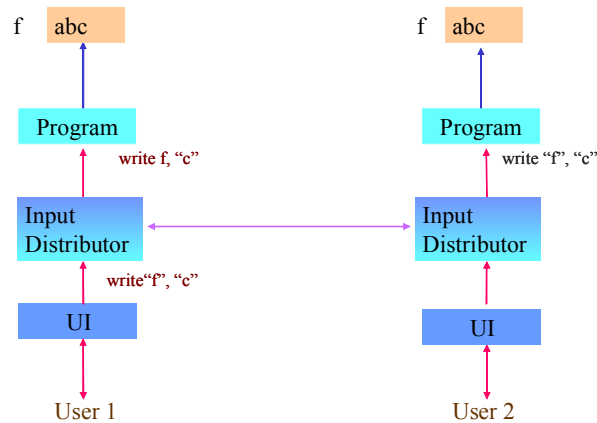 f abc
f abc
Program
Program
write f, “c”
write “f”, “c”
Input
Distributor
Input
Distributor
write“f”, “c”
UI
UI
User 1
User 2